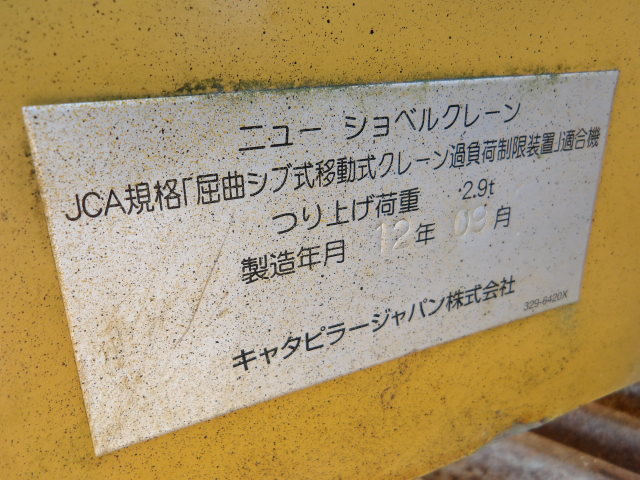 ニュー ショベルクレーン
JCA規格「屈曲ジブ式移動式クレーン過負荷制限装置」適合機
つり上げ荷重 2.9t
製造年月 12年 09月
キャタピラージャパン株式会社
329-6420X